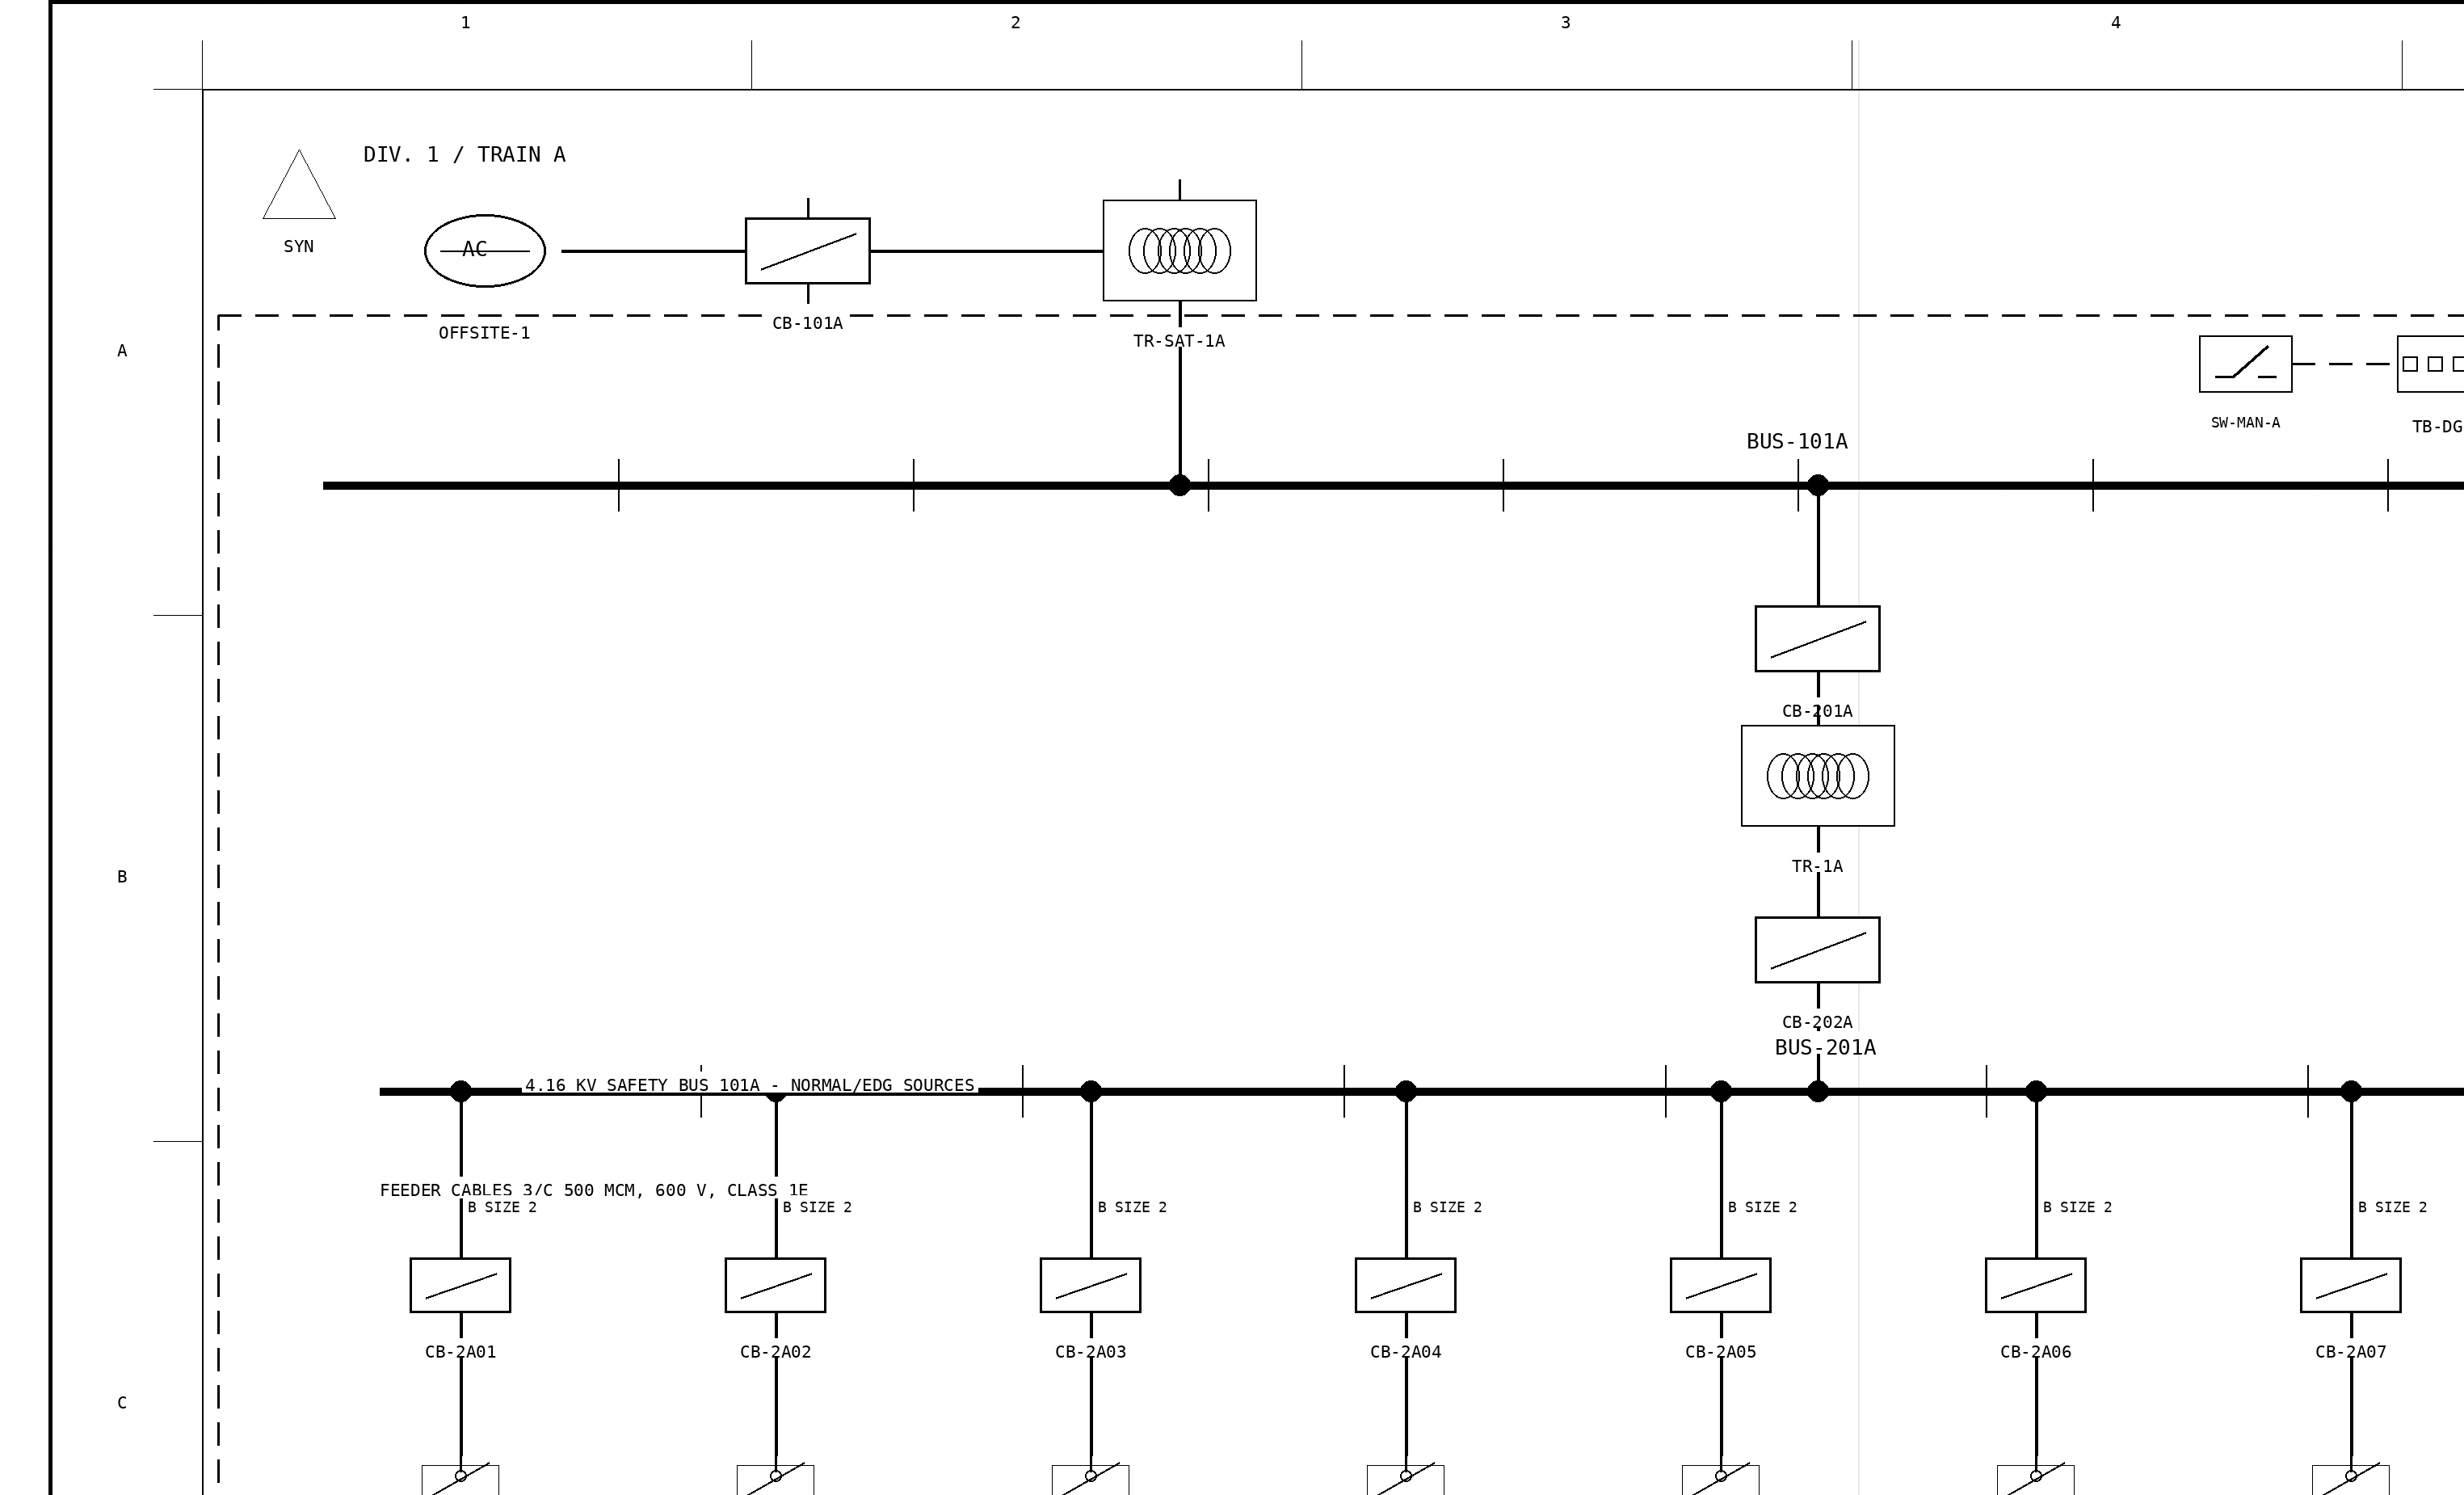 1 2 3 4
DIV. 1 / TRAIN A
SYN
AC
OFFSITE-1
CB-101A
TR-SAT-1A
A
SW-MAN-A
TB-DG
BUS-101A
CB-201A
TR-1A
B
CB-202A
BUS-201A
4.16 KV SAFETY BUS 101A - NORMAL/EDG SOURCES
FEEDER CABLES 3/C 500 MCM, 600 V, CLASS 1E
B SIZE 2 B SIZE 2 B SIZE 2 B SIZE 2 B SIZE 2 B SIZE 2 B SIZE 2
CB-2A01 CB-2A02 CB-2A03 CB-2A04 CB-2A05 CB-2A06 CB-2A07
C